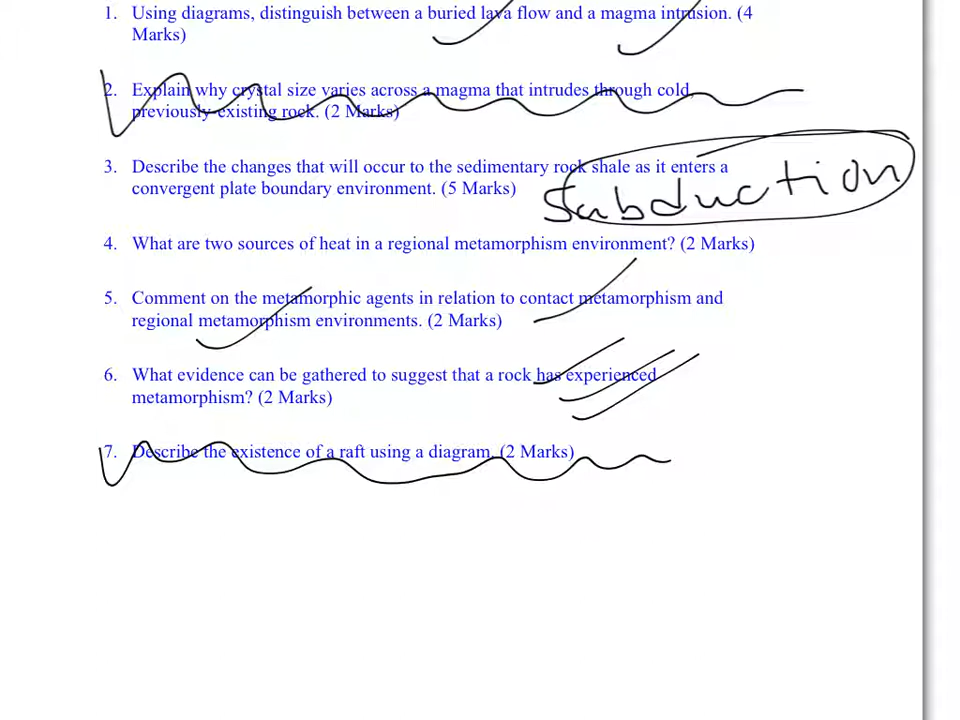 1. Using diagrams, distinguish between a buried lava flow and a magma intrusion. (4
Marks)
2. Explain why crystal size varies across a magma that intrudes through cold,
previously-existing rock. (2 Marks)
3. Describe the changes that will occur to the sedimentary rock shale as it enters a
convergent plate boundary environment. (5 Marks)
Subduction
4. What are two sources of heat in a regional metamorphism environment? (2 Marks)
5. Comment on the metamorphic agents in relation to contact metamorphism and
regional metamorphism environments. (2 Marks)
6. What evidence can be gathered to suggest that a rock has experienced
metamorphism? (2 Marks)
7. Describe the existence of a raft using a diagram. (2 Marks)